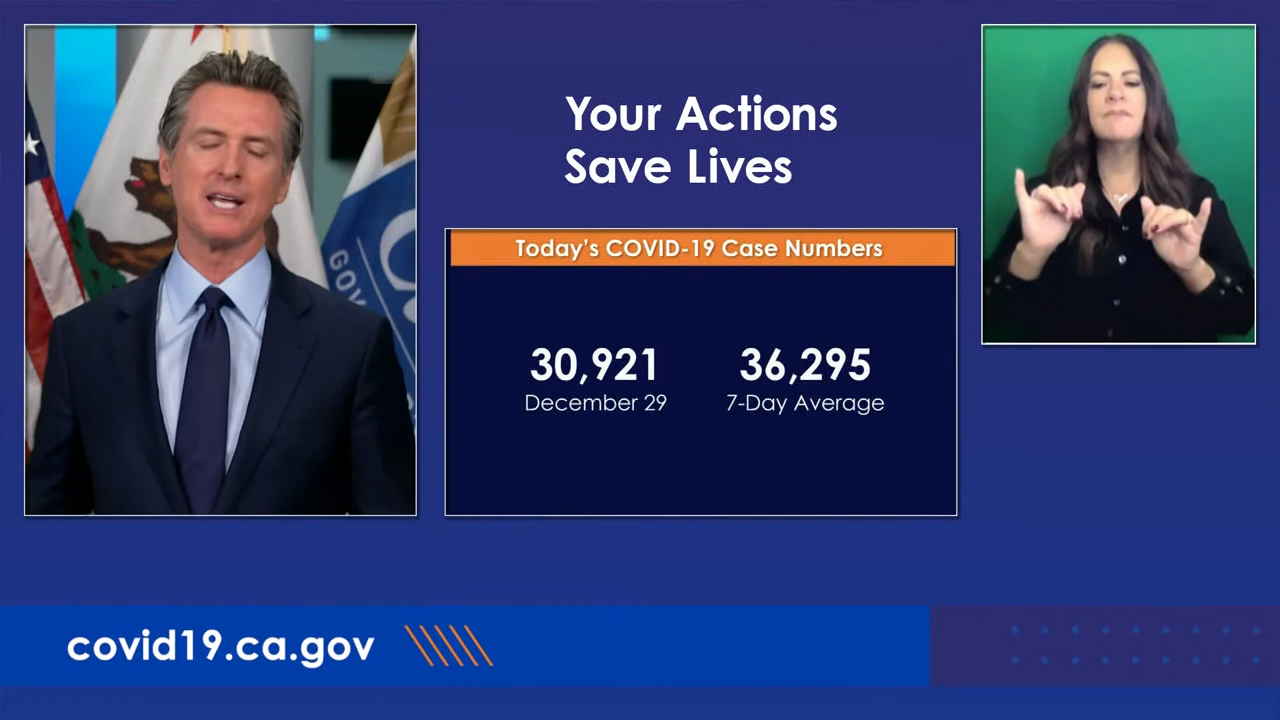 Your Actions
Save Lives
Today's COVID-19 Case Numbers
30,921
December 29
36,295
7-Day Average
covid19.ca.gov